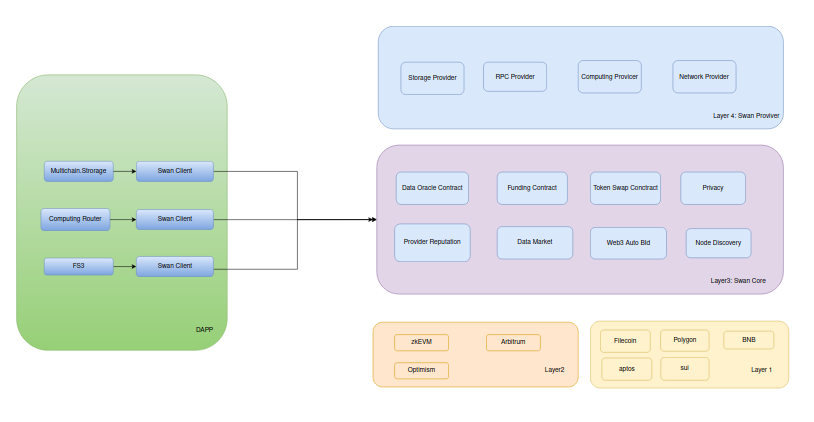 Storage Provider
RPC Provider
Computing Provicer
Network Provider
Layer 4: Swan Proviver
Multichain.Strorage
Swan Client
Computing Router
Swan Client
FS3
Swan Client
DAPP
Data Oracle Contract
Funding Contract
Token Swap Conctract
Privacy
Provider Reputation
Data Market
Web3 Auto BId
Node Discovery
Layer3: Swan Core
zkEVM
Arbitrum
Optimism
Layer2
Filecoin
Polygon
BNB
aptos
sui
Layer 1